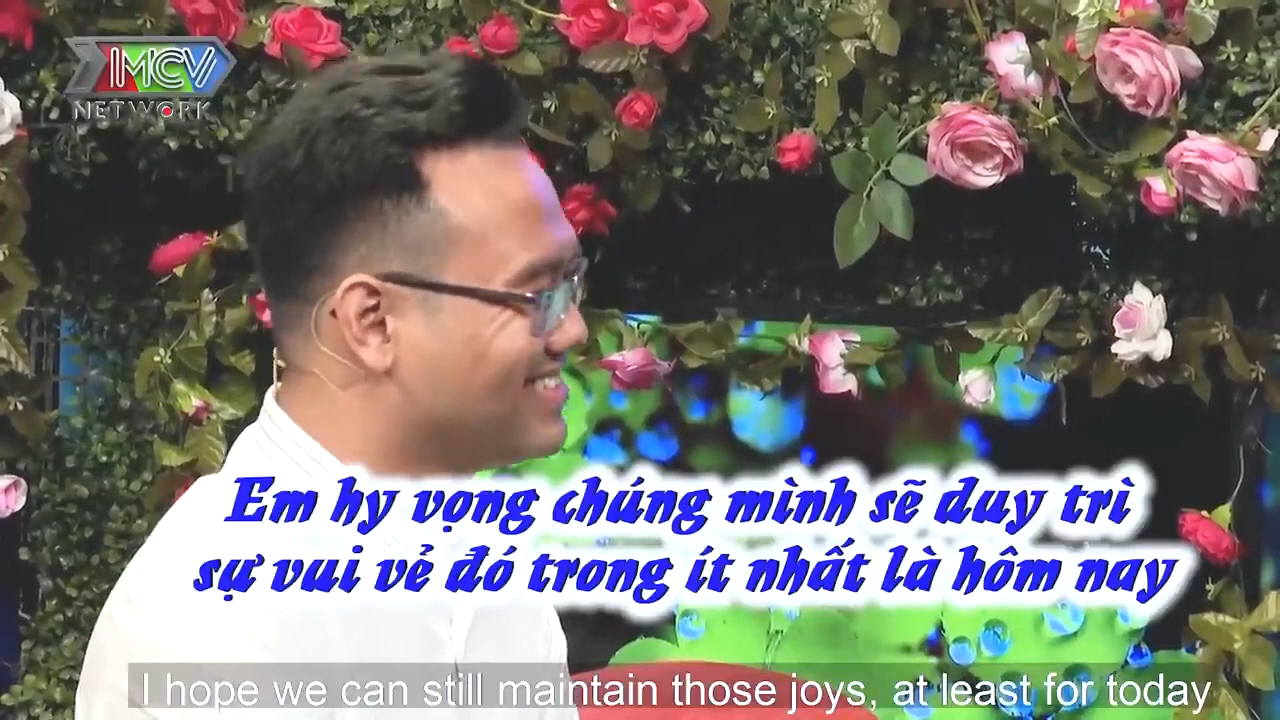 MCV
NETWORK
Em hy vọng chúng mình sẽ duy trì
sự vui vẻ đó trong ít nhất là hôm nay
I hope we can still maintain those joys, at least for today